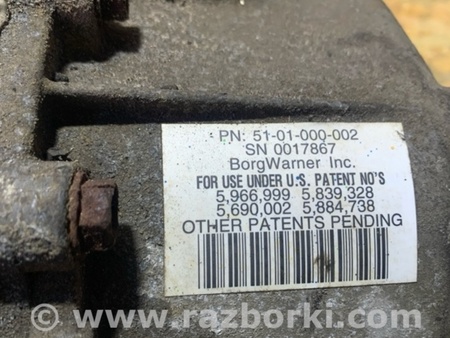 PN: 51-01-000-002
SN 0017867
BorgWarner Inc.
FOR USE UNDER U.S. PATENT NO'S
5,966,999 5,839,328
5,690,002 5,884,738
OTHER PATENTS PENDING
www.razborki.com